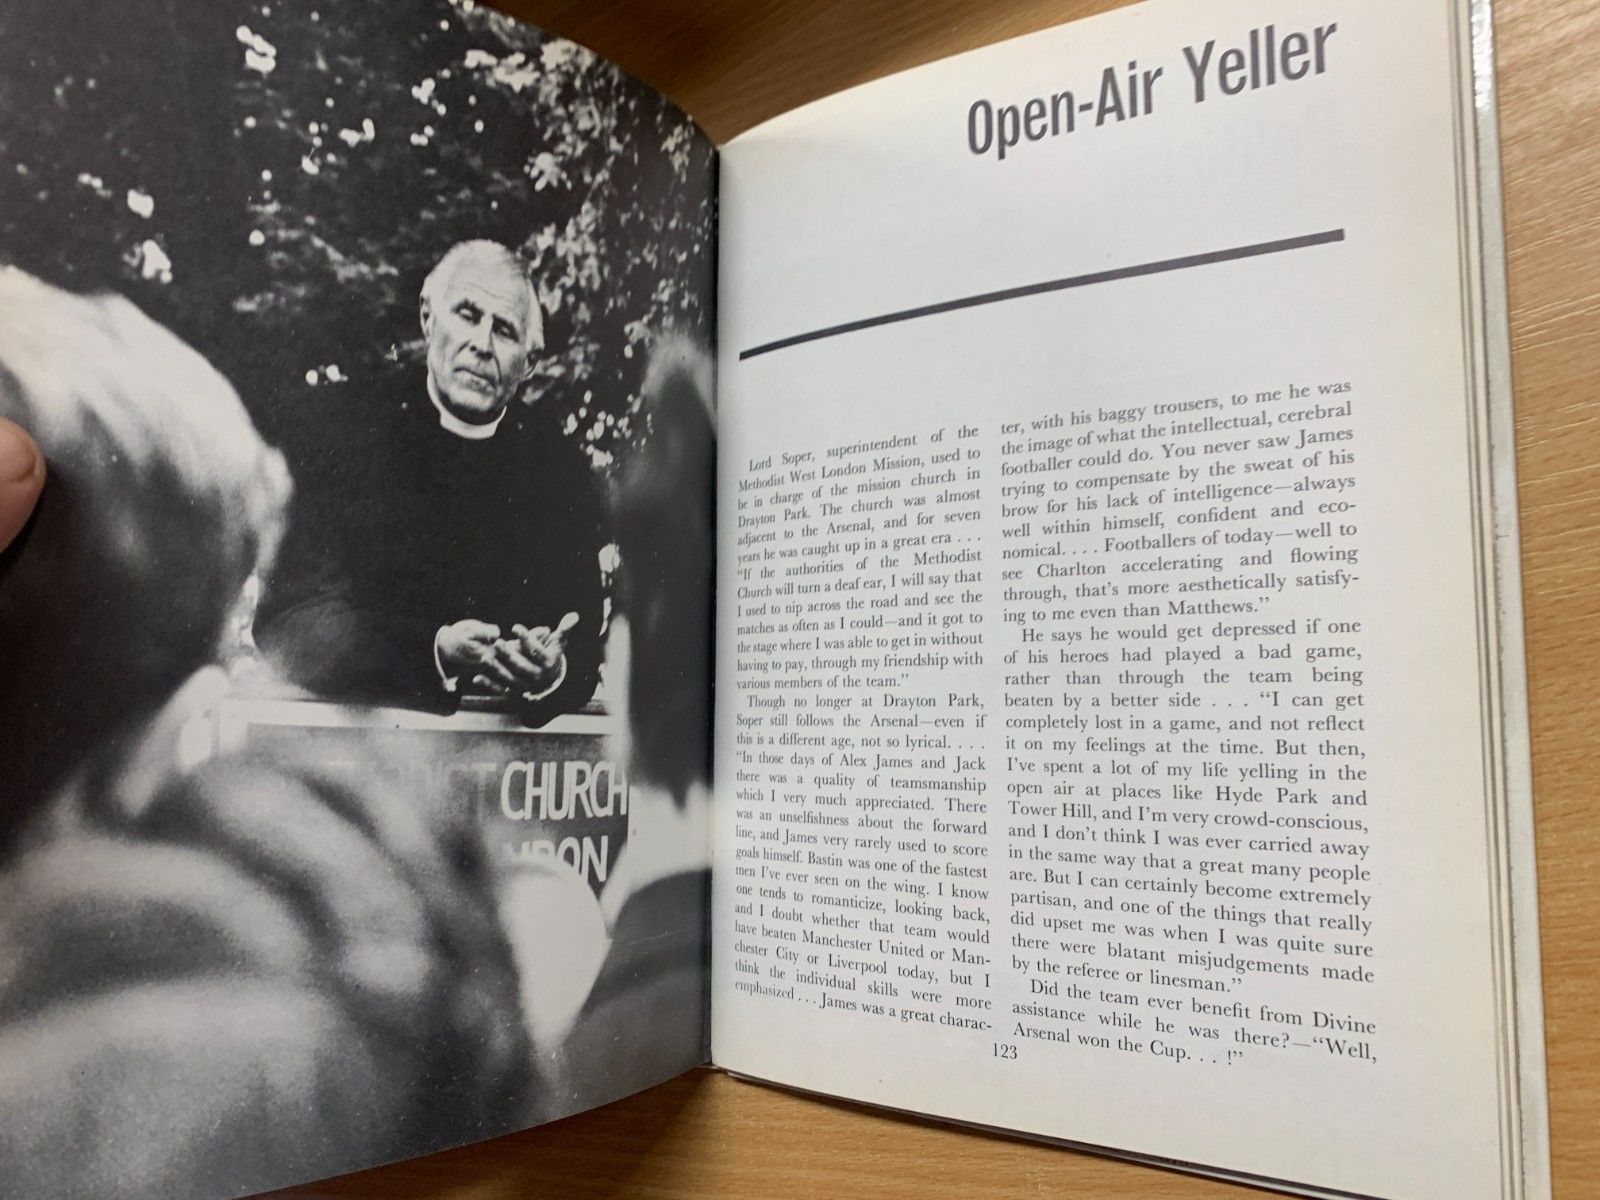 CHURCH
Open-Air Yeller
Lord Soper, superintendent of the
Methodist West London Mission, used to
be in charge of the mission church in
Drayton Park. The church was almost
adjacent to the Arsenal, and for seven
years he was caught up in a great era . . .
“If the authorities of the Methodist
Church will turn a deaf ear, I will say that
I used to nip across the road and see the
matches as often as I could—and it got to
the stage where I was able to get in without
having to pay, through my friendship with
various members of the team.”
Though no longer at Drayton Park,
Soper still follows the Arsenal—even if
this is a different age, not so lyrical. . . .
“In those days of Alex James and Jack
there was a quality of teamsmanship
which I very much appreciated. There
was an unselfishness about the forward
line, and James very rarely used to score
goals himself. Bastin was one of the fastest
men I’ve ever seen on the wing. I know
one tends to romanticize, looking back,
and I doubt whether that team would
have beaten Manchester United or Man-
chester City or Liverpool today, but I
think the individual skills were more
emphasized . . . James was a great charac-
ter, with his baggy trousers, to me he was
the image of what the intellectual, cerebral
footballer could do. You never saw James
trying to compensate by the sweat of his
brow for his lack of intelligence—always
well within himself, confident and eco-
nomical. . . . Footballers of today—well to
see Charlton accelerating and flowing
through, that’s more aesthetically satisfy-
ing to me even than Matthews.”
He says he would get depressed if one
of his heroes had played a bad game,
rather than through the team being
beaten by a better side . . . “I can get
completely lost in a game, and not reflect
it on my feelings at the time. But then,
I’ve spent a lot of my life yelling in the
open air at places like Hyde Park and
Tower Hill, and I’m very crowd-conscious,
and I don’t think I was ever carried away
in the same way that a great many people
are. But I can certainly become extremely
partisan, and one of the things that really
did upset me was when I was quite sure
there were blatant misjudgements made
by the referee or linesman.”
Did the team ever benefit from Divine
assistance while he was there?—“Well,
Arsenal won the Cup. . . !”
123